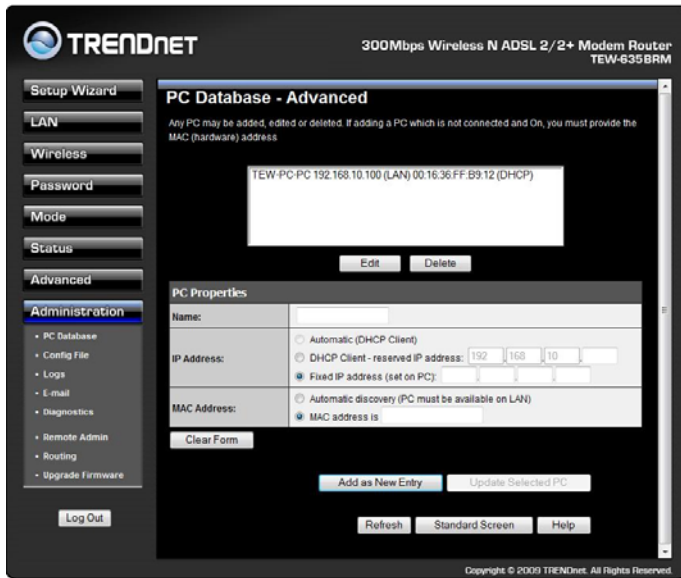 TRENDNET
300Mbps Wireless N ADSL 2/2+ Modem Router
TEW-635BRM
Setup Wizard
LAN
Wireless
Password
Mode
Status
Advanced
Administration
• PC Database
• Config File
• Logs
• E-mail
• Diagnostics
• Remote Admin
• Routing
• Upgrade Firmware
Log Out
PC Database - Advanced
Any PC may be added, edited or deleted. If adding a PC which is not connected and On, you must provide the
MAC (hardware) address
TEW-PC-PC 192.168.10.100 (LAN) 00:16:36:FF:B9:12 (DHCP)
Edit Delete
PC Properties
Name:
IP Address:
Automatic (DHCP Client)
DHCP Client - reserved IP address: 192 .168 .10 .
Fixed IP address (set on PC): . . .
MAC Address:
Automatic discovery (PC must be available on LAN)
MAC address is
Clear Form
Add as New Entry Update Selected PC
Refresh Standard Screen Help
Copyright © 2009 TRENDnet. All Rights Reserved.